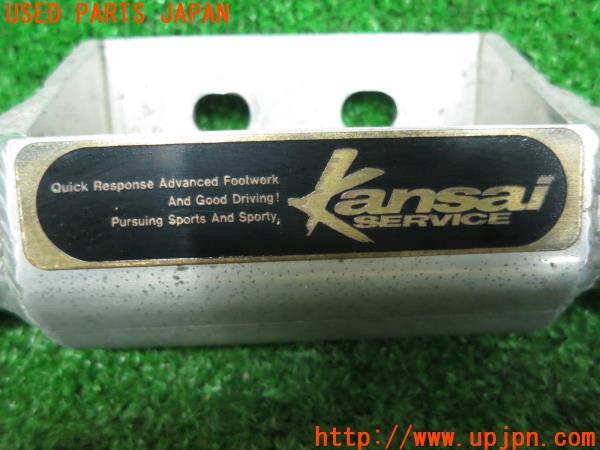 USED PARTS JAPAN
Quick Response Advanced Footwork
And Good Driving!
Pursuing Sports And Sporty,
Kansai
SERVICE
http://www.upjpn.com